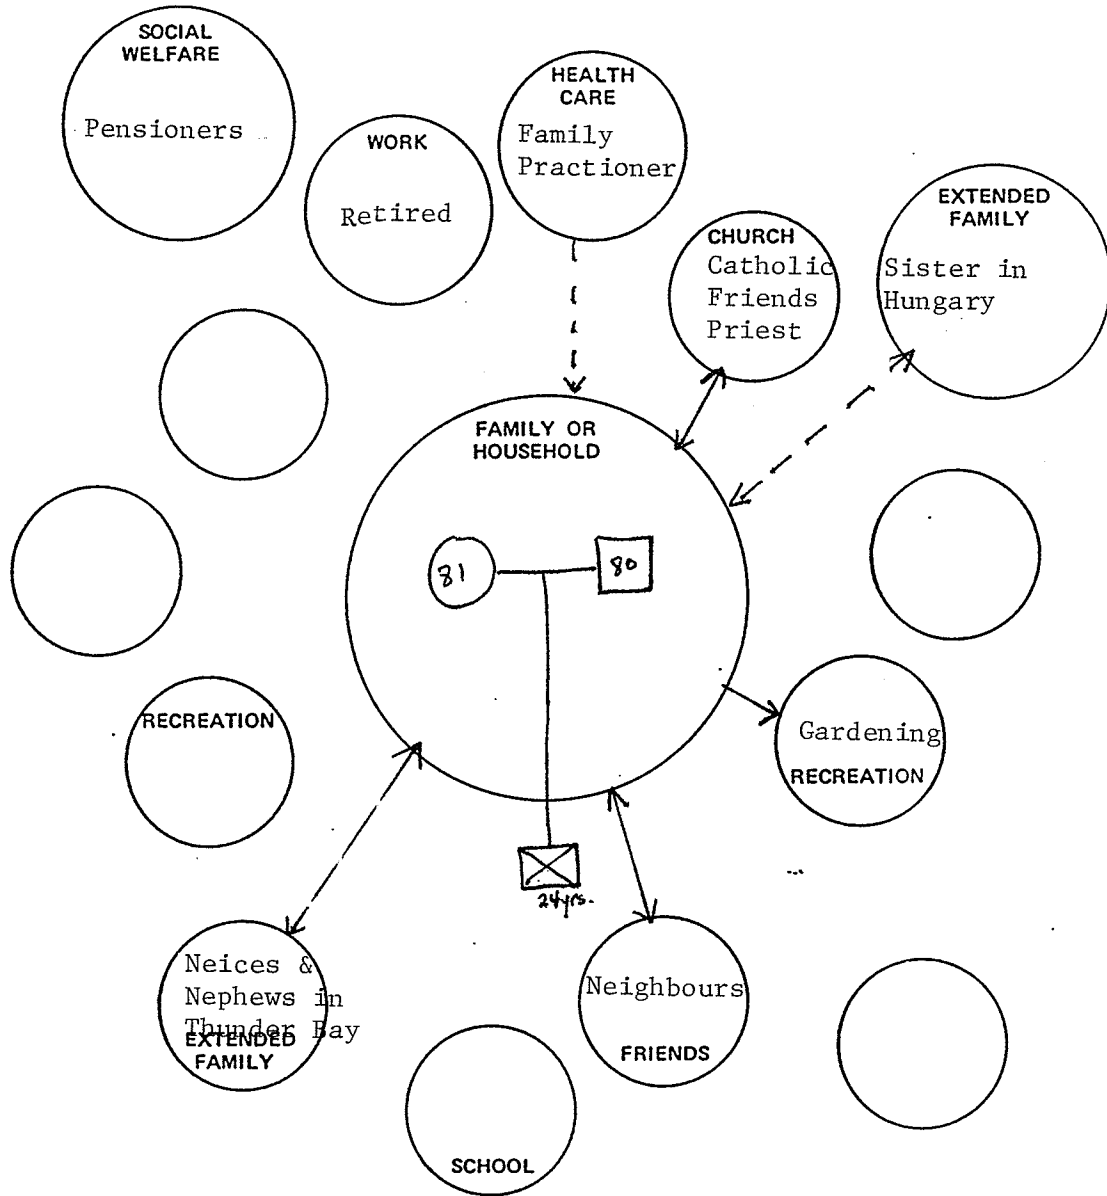 SOCIAL
WELFARE
Pensioners
WORK
Retired
HEALTH
CARE
Family
Practioner
CHURCH
Catholic
Friends
Priest
EXTENDED
FAMILY
Sister in
Hungary
FAMILY OR
HOUSEHOLD
81
80
24yrs.
RECREATION
Gardening
RECREATION
Neices &
Nephews in
Thunder Bay
EXTENDED
FAMILY
Neighbours
FRIENDS
SCHOOL